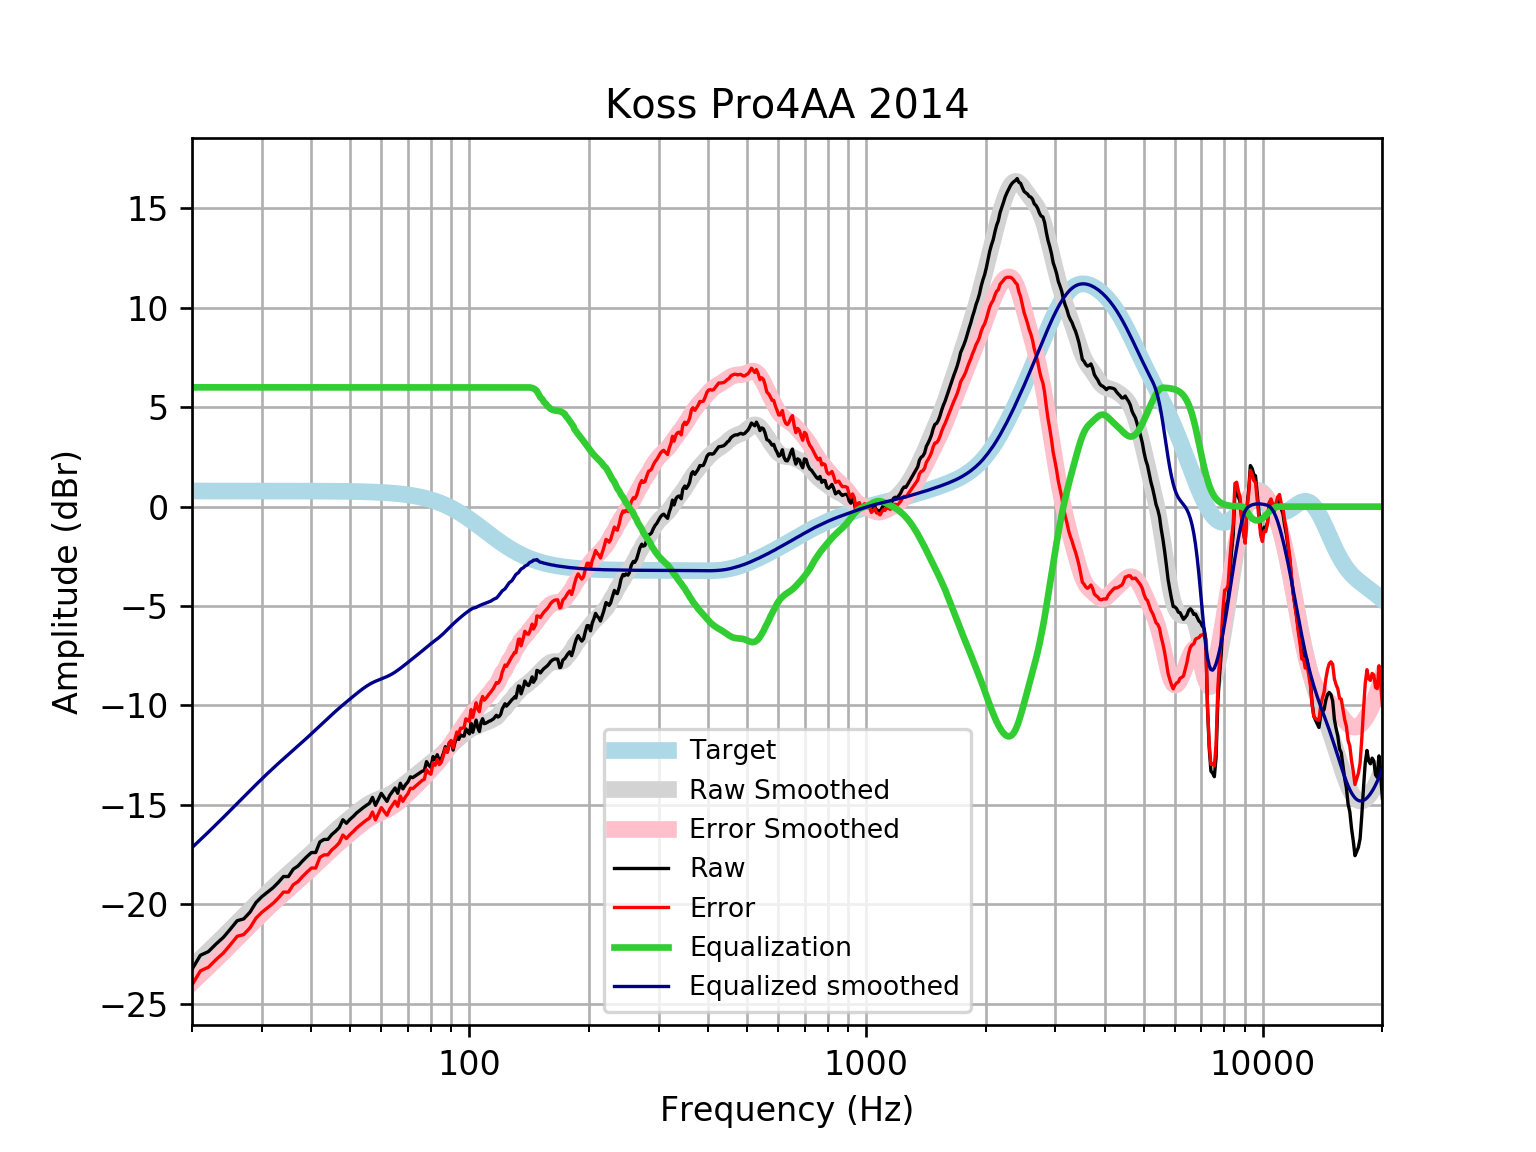 Koss Pro4AA 2014
15
10
5
0
−5
−10
−15
−20
−25
Amplitude (dBr)
Target
Raw Smoothed
Error Smoothed
Raw
Error
Equalization
Equalized smoothed
100 1000 10000
Frequency (Hz)